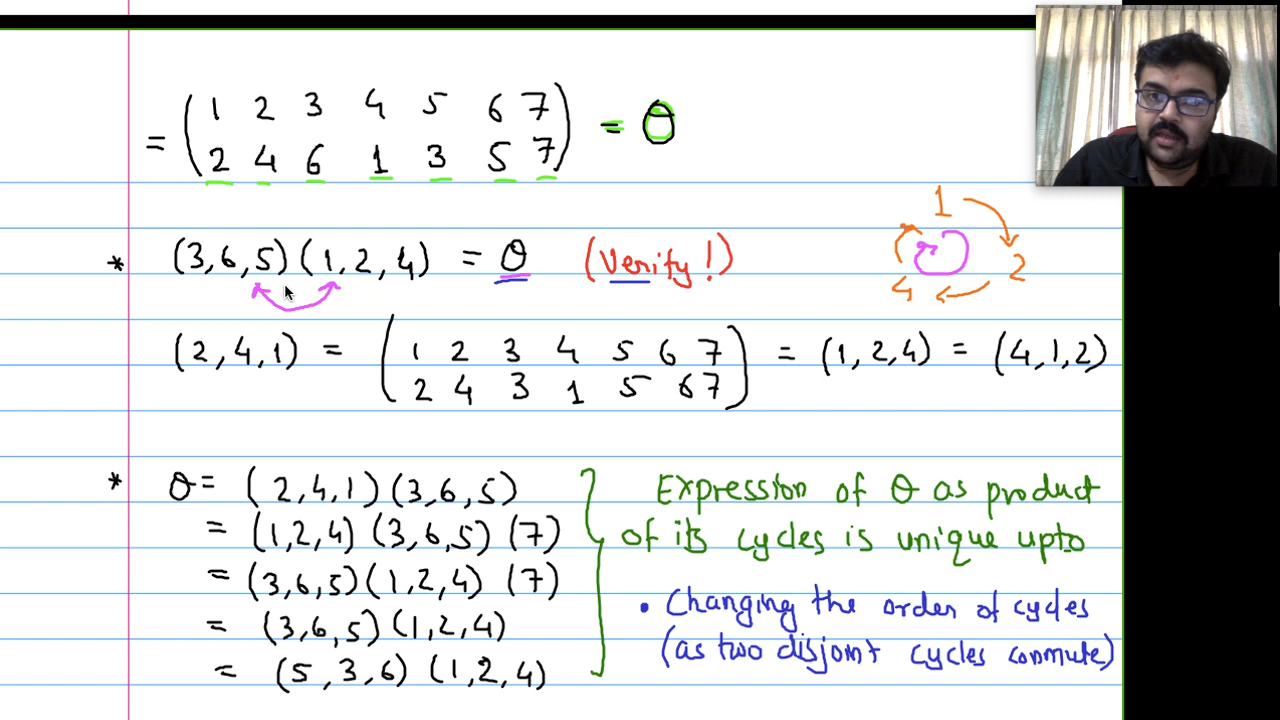 = ( 1 2 3 4 5 6 7 ) = θ
( 2 4 6 1 3 5 7 )
1
2
4
* (3,6,5)(1,2,4) = θ (Verify!)
(2,4,1) = ( 1 2 3 4 5 6 7 ) = (1,2,4) = (4,1,2)
( 2 4 3 1 5 6 7 )
* θ = (2,4,1)(3,6,5)
= (1,2,4)(3,6,5)(7)
= (3,6,5)(1,2,4)(7)
= (3,6,5)(1,2,4)
= (5,3,6)(1,2,4)
Expression of θ as product
of its cycles is unique upto
• Changing the order of cycles
(as two disjoint cycles commute)